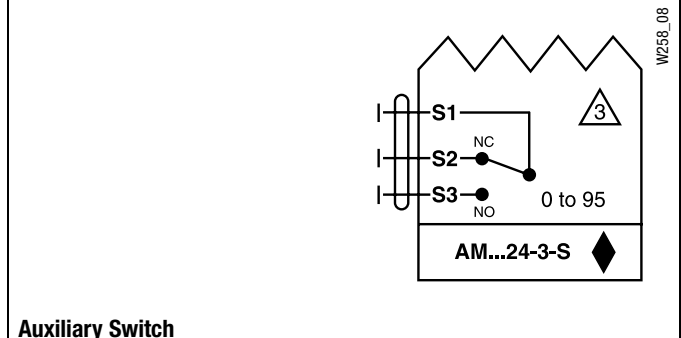 W258_08
S1
3
NC
S2
S3
0 to 95
NO
AM...24-3-S
Auxiliary Switch